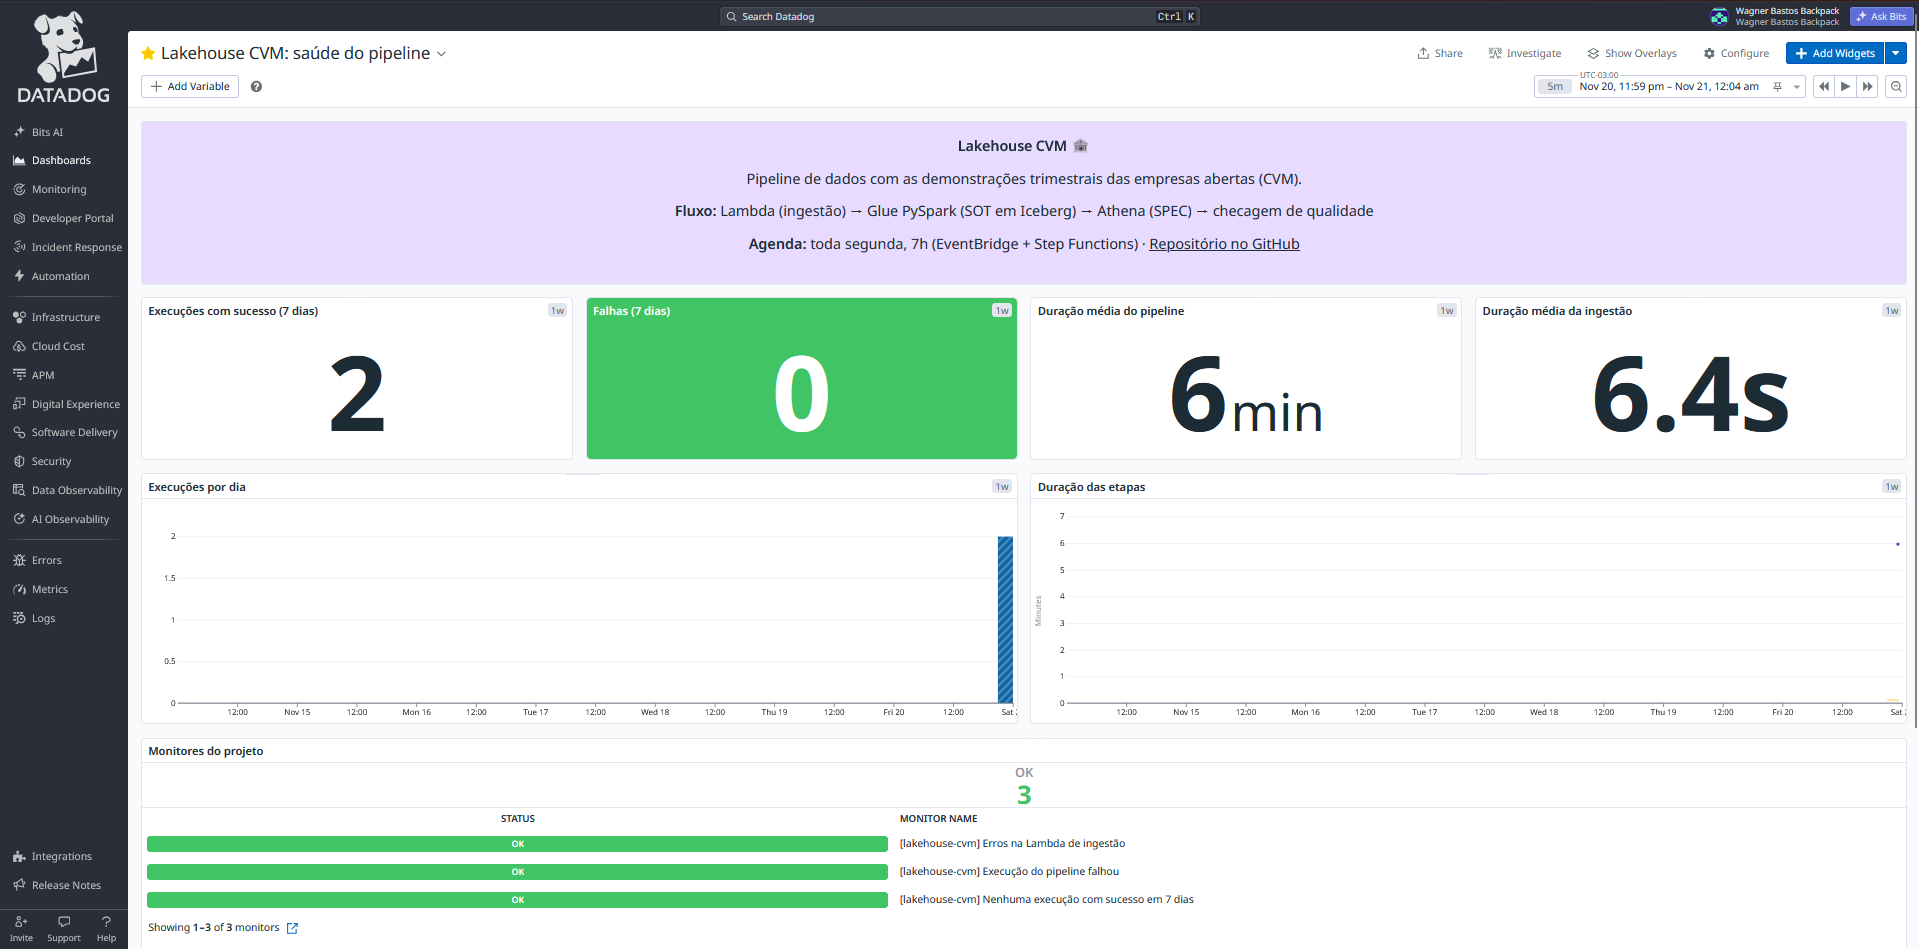 Search Datadog
Ctrl K
Wagner Bastos Backpack
Wagner Bastos Backpack
Ask Bits
DATADOG
Lakehouse CVM: saúde do pipeline
Share
Investigate
Show Overlays
Configure
Add Widgets
Add Variable
UTC-03:00
5m
Nov 20, 11:59 pm – Nov 21, 12:04 am
Bits AI
Dashboards
Monitoring
Developer Portal
Incident Response
Automation
Infrastructure
Cloud Cost
APM
Digital Experience
Software Delivery
Security
Data Observability
AI Observability
Errors
Metrics
Logs
Integrations
Release Notes
Invite
Support
Help
Lakehouse CVM
Pipeline de dados com as demonstrações trimestrais das empresas abertas (CVM).
Fluxo: Lambda (ingestão) → Glue PySpark (SOT em Iceberg) → Athena (SPEC) → checagem de qualidade
Agenda: toda segunda, 7h (EventBridge + Step Functions) · Repositório no GitHub
Execuções com sucesso (7 dias)
1w
2
Falhas (7 dias)
1w
0
Duração média do pipeline
1w
6min
Duração média da ingestão
1w
6.4s
Execuções por dia
1w
2
1.5
1
0.5
0
12:00 Nov 15 12:00 Mon 16 12:00 Tue 17 12:00 Wed 18 12:00 Thu 19 12:00 Fri 20 12:00 Sat
Duração das etapas
1w
Minutes
7
6
5
4
3
2
1
0
12:00 Nov 15 12:00 Mon 16 12:00 Tue 17 12:00 Wed 18 12:00 Thu 19 12:00 Fri 20 12:00 Sat
Monitores do projeto
OK
3
STATUS MONITOR NAME
OK [lakehouse-cvm] Erros na Lambda de ingestão
OK [lakehouse-cvm] Execução do pipeline falhou
OK [lakehouse-cvm] Nenhuma execução com sucesso em 7 dias
Showing 1–3 of 3 monitors